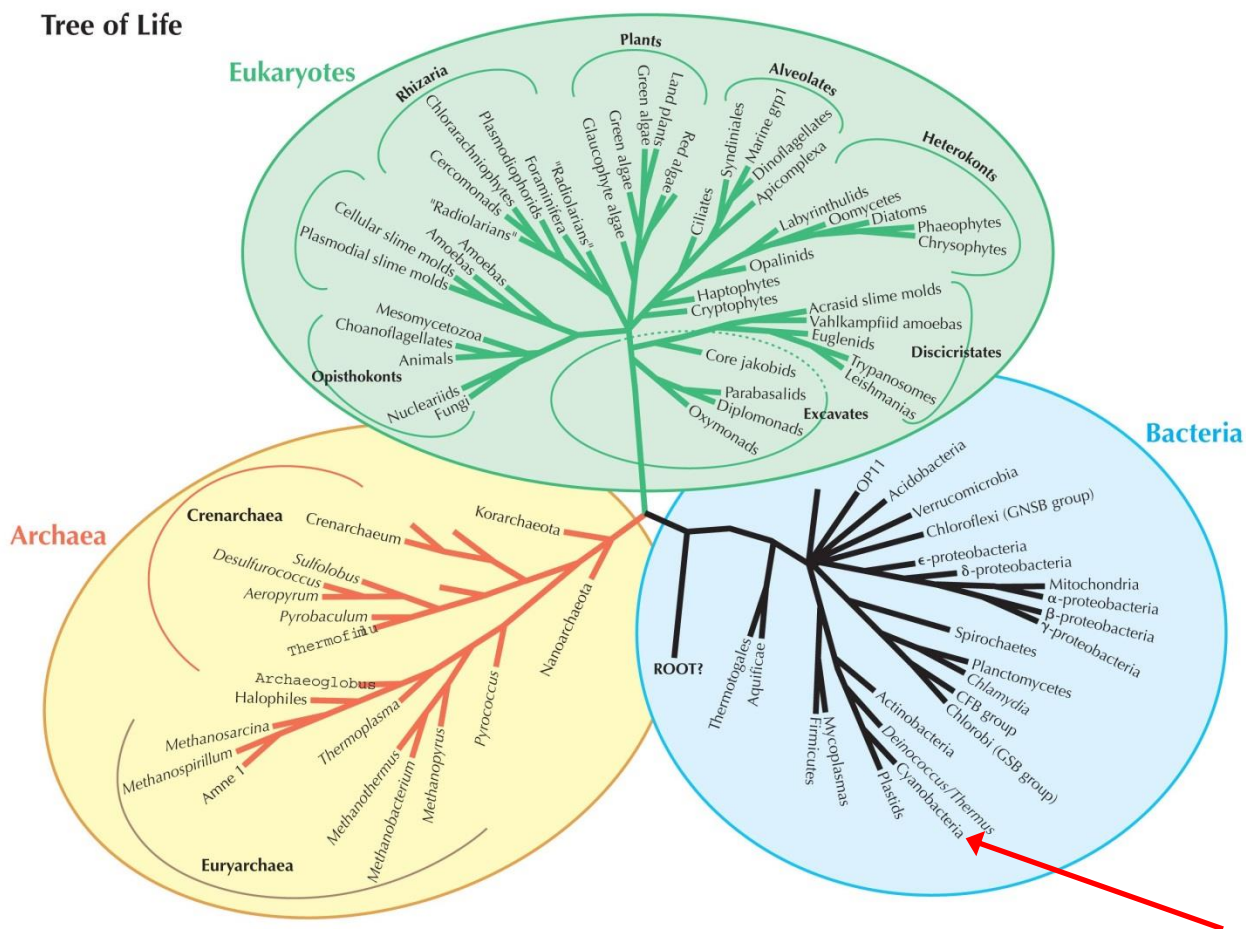 Tree of Life
Eukaryotes
Plants
Rhizaria
Alveolates
Heterokonts
Opisthokonts
Discicristates
Excavates
Plasmodial slime molds
Cellular slime molds
Amoebas
Amoebas
"Radiolarians"
Cercomonads
Chlorarachniophytes
Plasmodiophorids
Foraminifera
"Radiolarians"
Glaucophyte algae
Green algae
Green algae
Land plants
Red algae
Ciliates
Syndiniales
Marine grp1
Dinoflagellates
Apicomplexa
Labyrinthulids
Oomycetes
Diatoms
Phaeophytes
Chrysophytes
Opalinids
Haptophytes
Cryptophytes
Acrasid slime molds
Vahlkampfiid amoebas
Euglenids
Trypanosomes
Leishmanias
Core jakobids
Parabasalids
Diplomonads
Oxymonads
Mesomycetozoa
Choanoflagellates
Animals
Nucleariids
Fungi
Archaea
Crenarchaea
Crenarchaeum
Korarchaeota
Desulfurococcus
Sulfolobus
Aeropyrum
Pyrobaculum
Nanoarchaeota
Archaeoglobus
Halophiles
Methanosarcina
Methanospirillum
Amne 1
Thermoplasma
Methanothermus
Methanobacterium
Methanopyrus
Pyrococcus
Euryarchaea
Bacteria
ROOT?
Thermotogales
Aquificae
OP11
Acidobacteria
Verrucomicrobia
Chloroflexi (GNSB group)
ϵ-proteobacteria
δ-proteobacteria
Mitochondria
α-proteobacteria
β-proteobacteria
γ-proteobacteria
Spirochaetes
Planctomycetes
Chlamydia
CFB group
Chlorobi (GSB group)
Actinobacteria
Deinococcus/Thermus
Cyanobacteria
Plastids
Mycoplasmas
Firmicutes